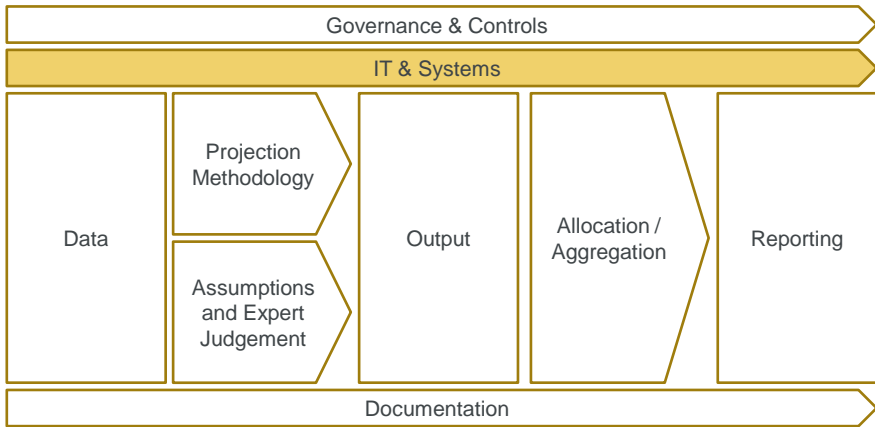 Governance & Controls
IT & Systems
Data
Projection
Methodology
Assumptions
and Expert
Judgement
Output
Allocation /
Aggregation
Reporting
Documentation